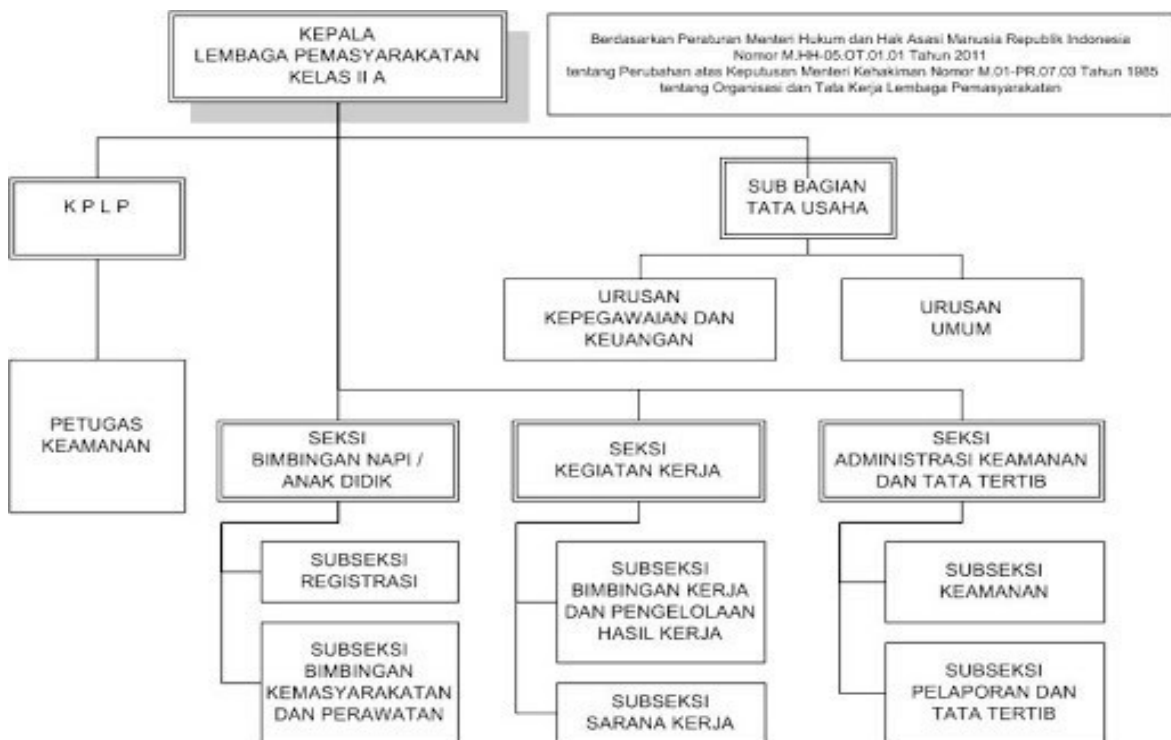 KEPALA
LEMBAGA PEMASYARAKATAN
KELAS II A
Berdasarkan Peraturan Menteri Hukum dan Hak Asasi Manusia Republik Indonesia
Nomor M.HH-05.OT.01.01 Tahun 2011
tentang Perubahan atas Keputusan Menteri Kehakiman Nomor M.01-PR.07.03 Tahun 1985
tentang Organisasi dan Tata Kerja Lembaga Pemasyarakatan
K P L P
SUB BAGIAN
TATA USAHA
URUSAN
KEPEGAWAIAN DAN
KEUANGAN
URUSAN
UMUM
PETUGAS
KEAMANAN
SEKSI
BIMBINGAN NAPI /
ANAK DIDIK
SEKSI
KEGIATAN KERJA
SEKSI
ADMINISTRASI KEAMANAN
DAN TATA TERTIB
SUBSEKSI
REGISTRASI
SUBSEKSI
BIMBINGAN
KEMASYARAKATAN
DAN PERAWATAN
SUBSEKSI
BIMBINGAN KERJA
DAN PENGELOLAAN
HASIL KERJA
SUBSEKSI
SARANA KERJA
SUBSEKSI
KEAMANAN
SUBSEKSI
PELAPORAN DAN
TATA TERTIB